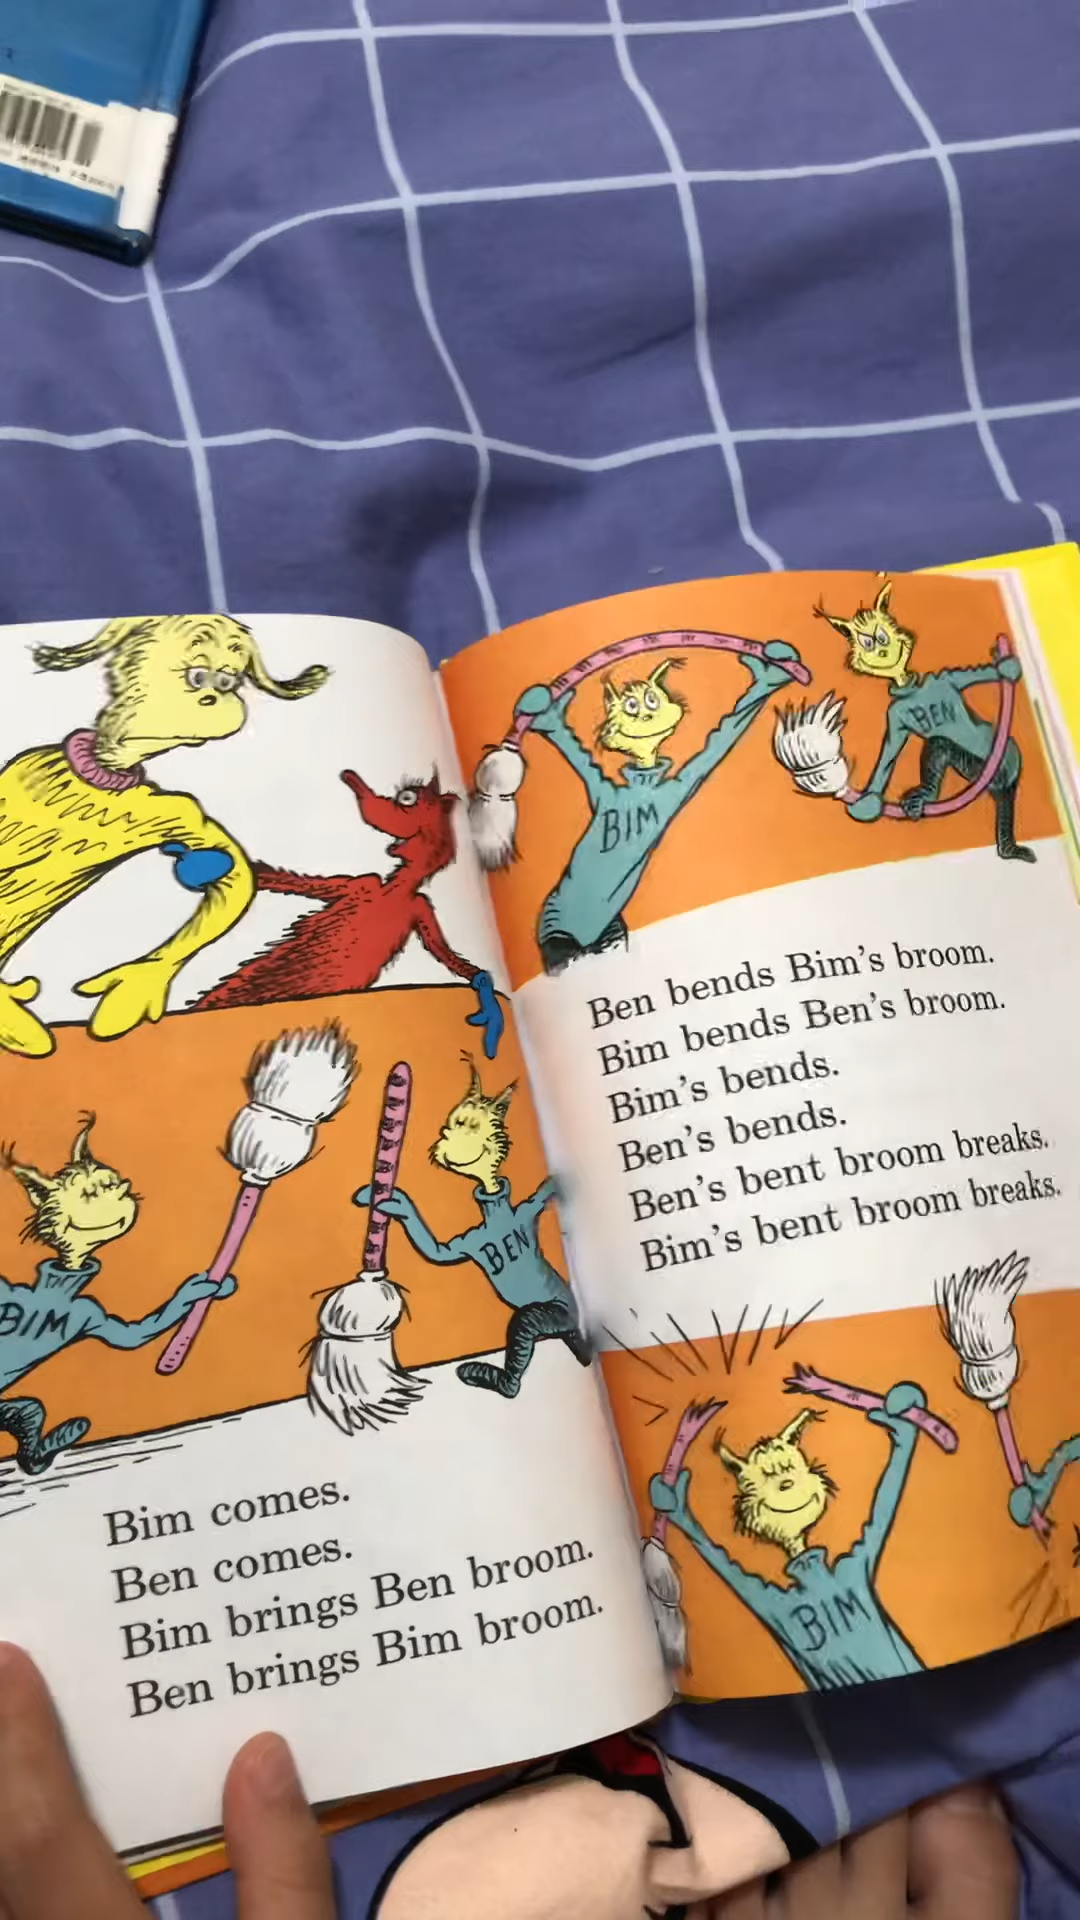 BIM
BEN
Bim comes.
Ben comes.
Bim brings Ben broom.
Ben brings Bim broom.
BIM
BEN
Ben bends Bim's broom.
Bim bends Ben's broom.
Bim's bends.
Ben's bends.
Ben's bent broom breaks.
Bim's bent broom breaks.
BIM